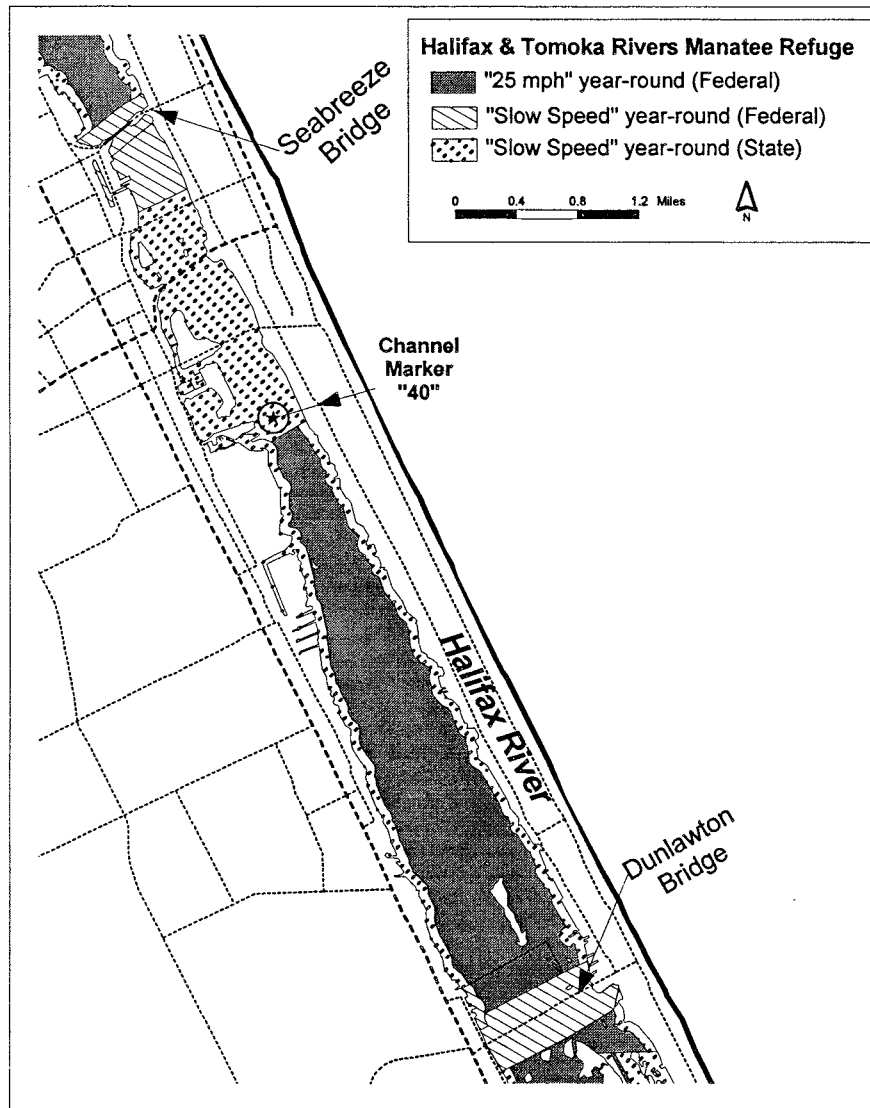 Halifax & Tomoka Rivers Manatee Refuge
"25 mph" year-round (Federal)
"Slow Speed" year-round (Federal)
"Slow Speed" year-round (State)
0 0.4 0.8 1.2 Miles
N
Seabreeze
Bridge
Channel
Marker
"40"
Halifax River
Dunlawton
Bridge